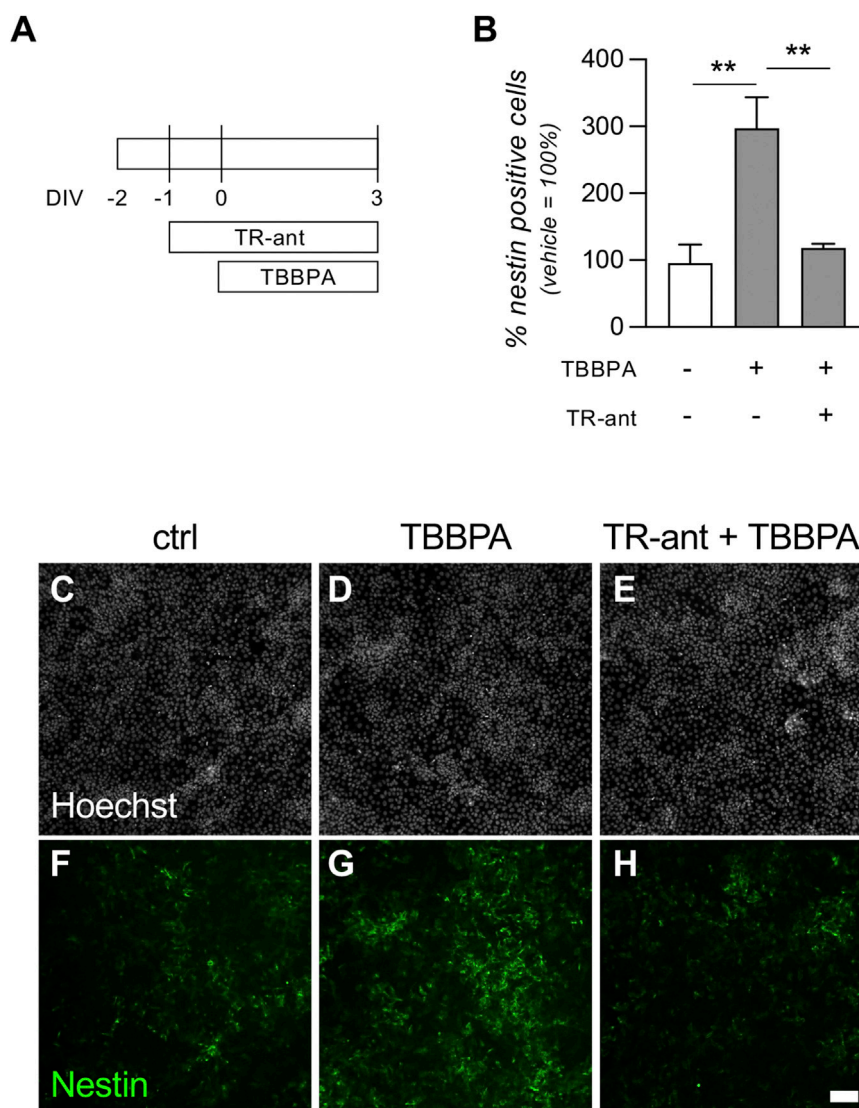 A
DIV -2 -1 0 3
TR-ant
TBBPA
B
% nestin positive cells
(vehicle = 100%)
400
300
200
100
0
** **
TBBPA - + +
TR-ant - - +
ctrl TBBPA TR-ant + TBBPA
C D E
Hoechst
F G H
Nestin